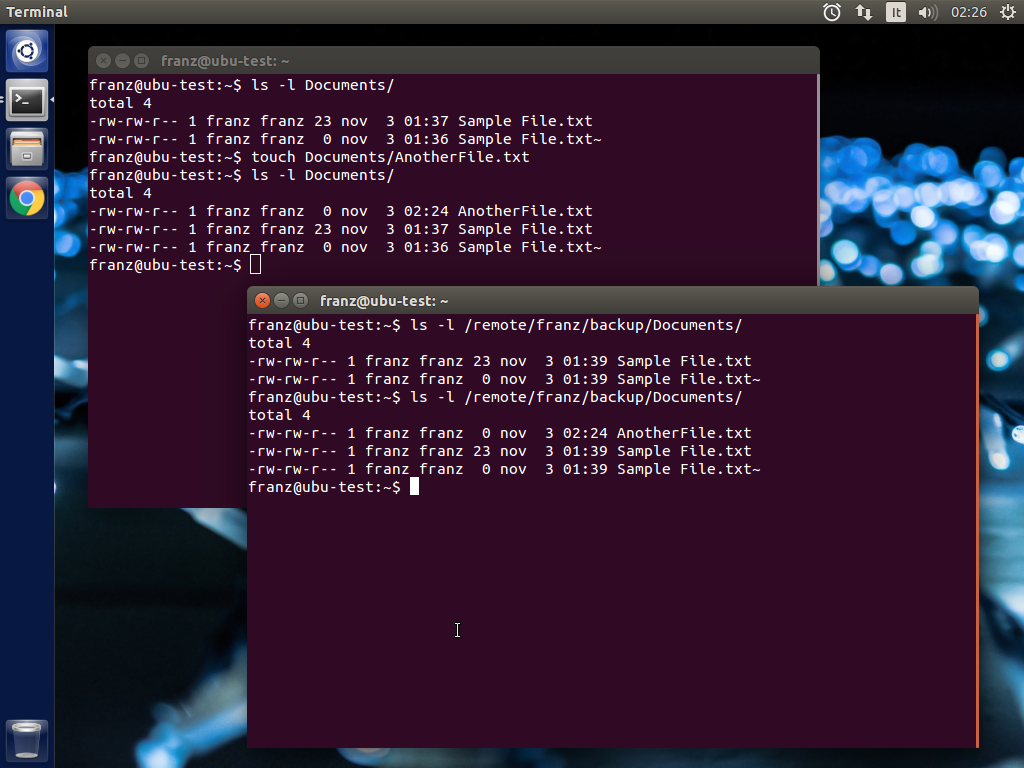 Terminal
It
02:26
franz@ubu-test: ~
franz@ubu-test:~$ ls -l Documents/
total 4
-rw-rw-r-- 1 franz franz 23 nov  3 01:37 Sample File.txt
-rw-rw-r-- 1 franz franz  0 nov  3 01:36 Sample File.txt~
franz@ubu-test:~$ touch Documents/AnotherFile.txt
franz@ubu-test:~$ ls -l Documents/
total 4
-rw-rw-r-- 1 franz franz  0 nov  3 02:24 AnotherFile.txt
-rw-rw-r-- 1 franz franz 23 nov  3 01:37 Sample File.txt
-rw-rw-r-- 1 franz franz  0 nov  3 01:36 Sample File.txt~
franz@ubu-test:~$
franz@ubu-test: ~
franz@ubu-test:~$ ls -l /remote/franz/backup/Documents/
total 4
-rw-rw-r-- 1 franz franz 23 nov  3 01:39 Sample File.txt
-rw-rw-r-- 1 franz franz  0 nov  3 01:39 Sample File.txt~
franz@ubu-test:~$ ls -l /remote/franz/backup/Documents/
total 4
-rw-rw-r-- 1 franz franz  0 nov  3 02:24 AnotherFile.txt
-rw-rw-r-- 1 franz franz 23 nov  3 01:39 Sample File.txt
-rw-rw-r-- 1 franz franz  0 nov  3 01:39 Sample File.txt~
franz@ubu-test:~$